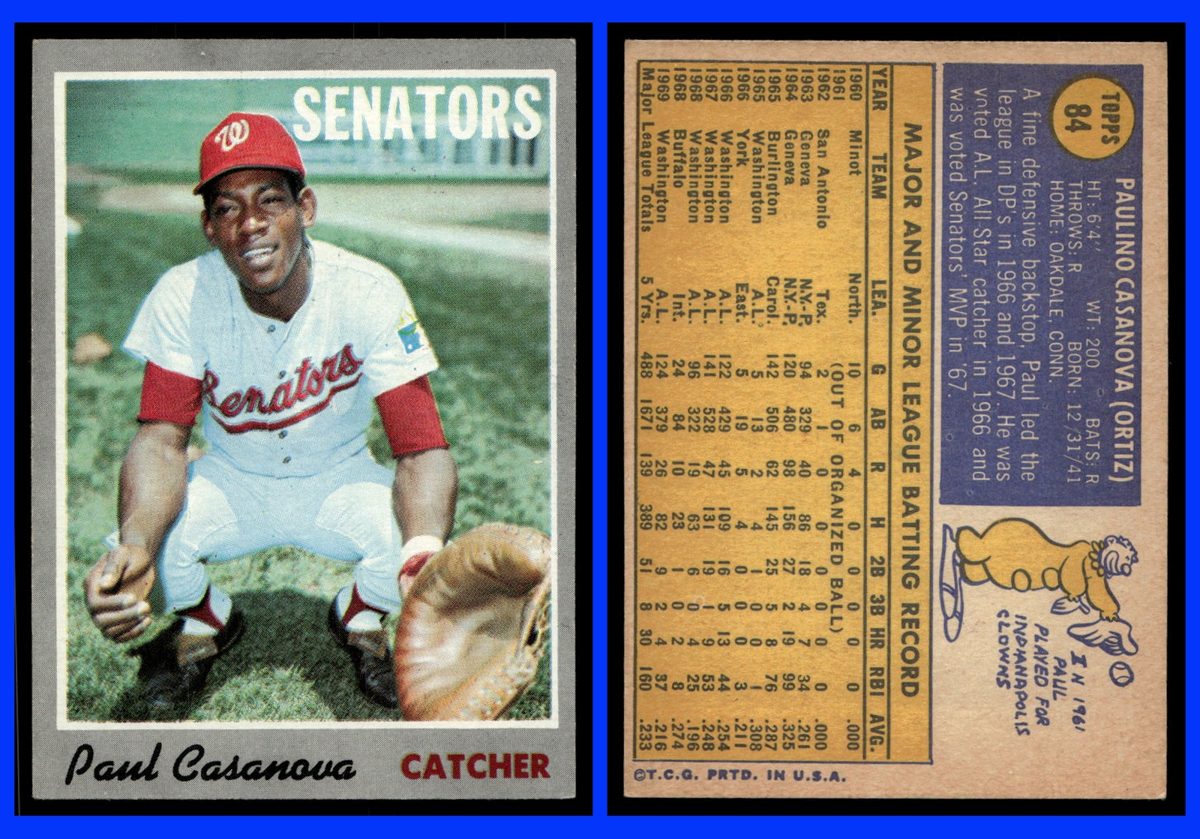 SENATORS
W
Senators
Paul Casanova CATCHER
TOPPS
84
PAULINO CASANOVA (ORTIZ)
HT: 6'4" WT: 200 BATS: R
THROWS: R BORN: 12/31/41
HOME: OAKDALE, CONN.
A fine defensive backstop, Paul led the
league in DP's in 1966 and 1967. He was
voted A.L. All-Star catcher in 1966 and
was voted Senators' MVP in '67.
IN 1961
PAUL
PLAYED FOR
INDIANAPOLIS
CLOWNS
MAJOR AND MINOR LEAGUE BATTING RECORD
YEAR TEAM LEA. G AB R H 2B 3B HR RBI AVG.
1960 Minot North. 10 6 4 0 0 0 0 0 .000
1961 (OUT OF ORGANIZED BALL)
1962 San Antonio Tex. 2 1 0 0 0 0 0 0 .000
1963 Geneva N.Y.-P 94 329 40 86 18 4 7 34 .261
1964 Geneva N.Y.-P 120 480 98 156 27 2 19 99 .325
1965 Burlington Carol. 142 506 62 145 25 5 8 76 .287
1965 Washington A.L. 5 13 2 4 1 0 0 1 .308
1966 York East. 5 19 5 4 0 0 0 3 .211
1966 Washington A.L. 122 429 45 109 16 5 13 44 .254
1967 Washington A.L. 141 528 47 131 19 1 9 53 .248
1968 Washington A.L. 96 322 19 63 6 1 4 25 .196
1968 Buffalo Int. 24 84 10 23 4 0 2 8 .274
1969 Washington A.L. 124 379 26 82 9 1 4 37 .216
Major League Totals 5 Yrs. 488 1671 139 389 51 8 30 160 .233
©T.C.G. PRTD. IN U.S.A.